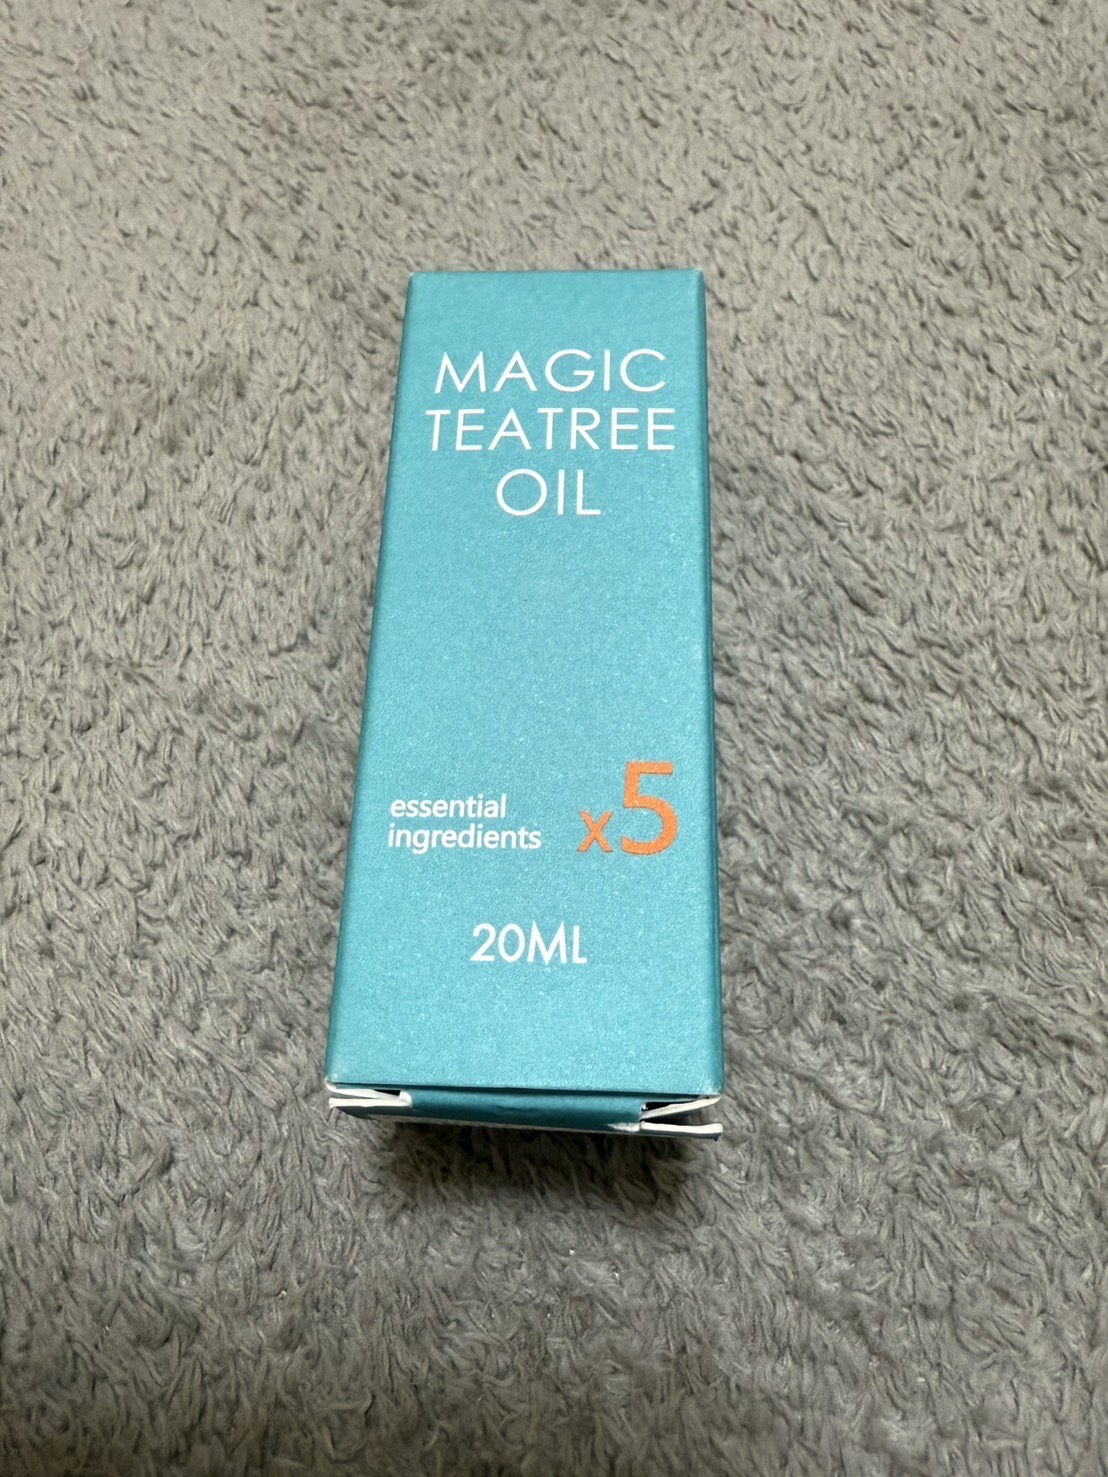 MAGIC
TEATREE
OIL
essential
ingredients x5
20ML